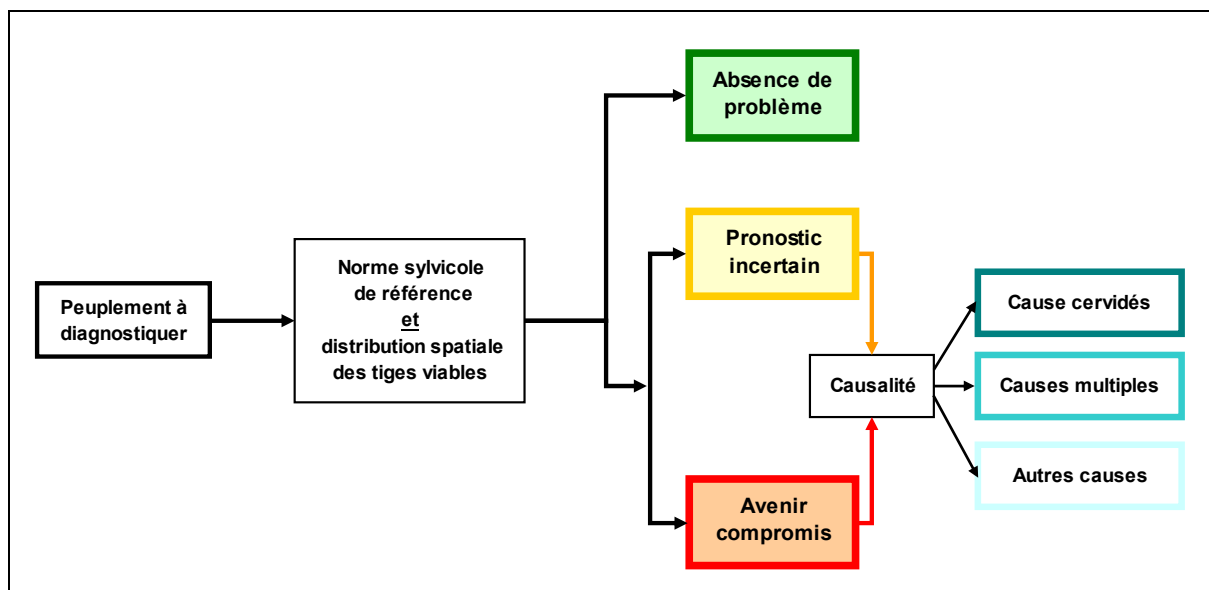 Peuplement à
diagnostiquer
Norme sylvicole
de référence
et
distribution spatiale
des tiges viables
Absence de
problème
Pronostic
incertain
Avenir
compromis
Causalité
Cause cervidés
Causes multiples
Autres causes